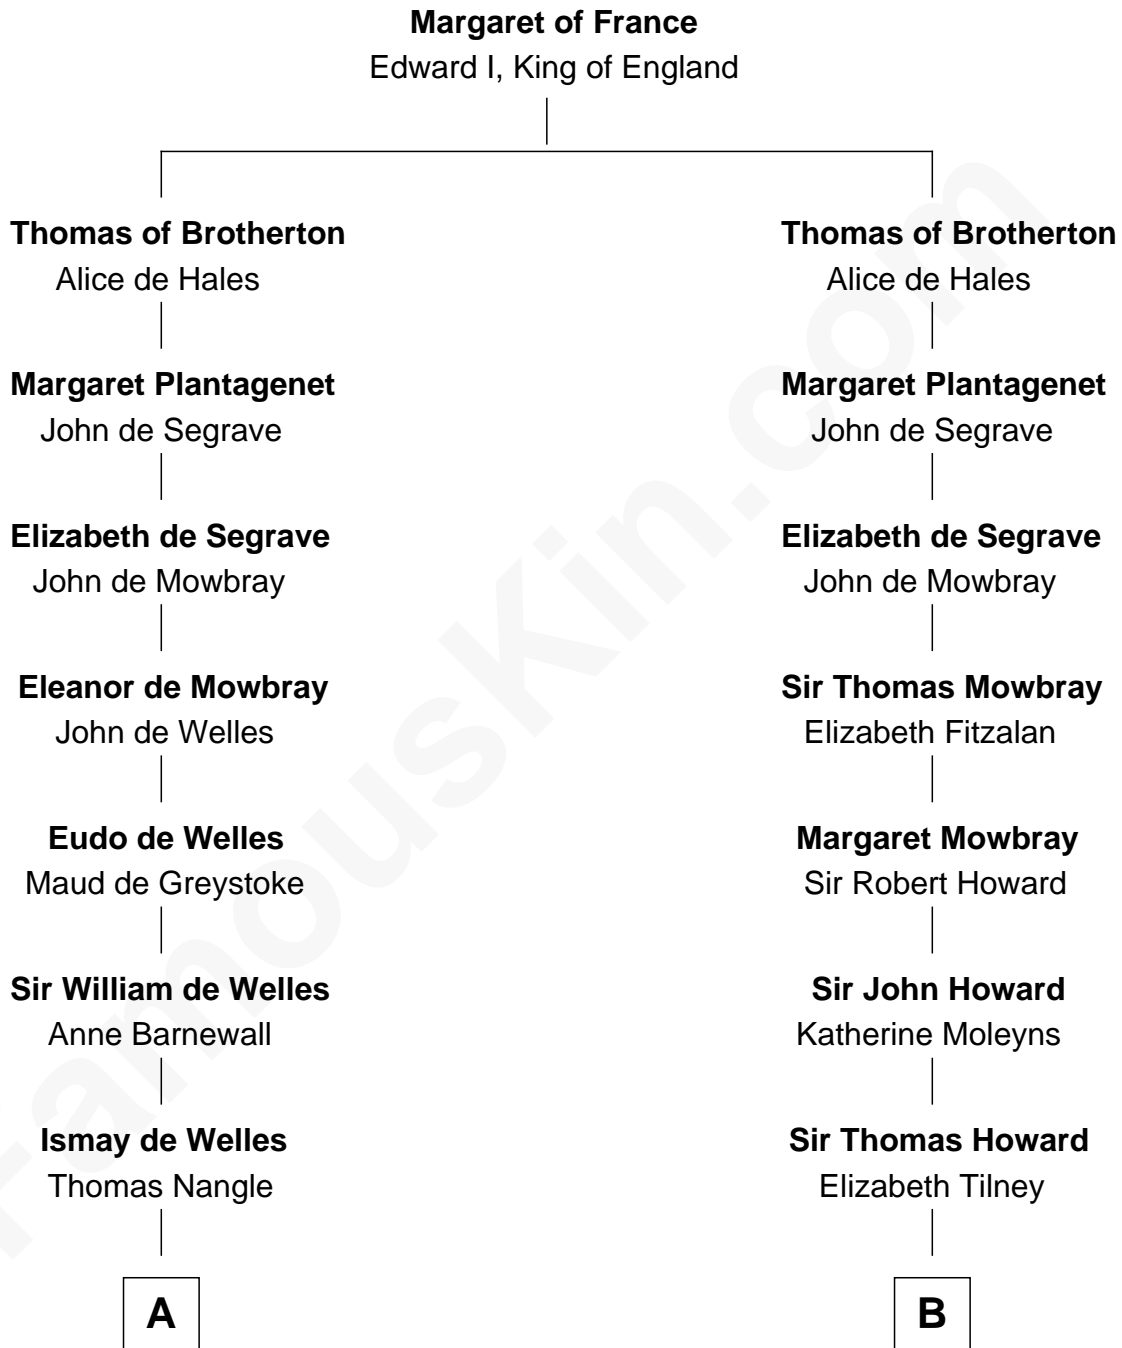 Margaret of France
Edward I, King of England
Thomas of Brotherton
Alice de Hales
Thomas of Brotherton
Alice de Hales
Margaret Plantagenet
John de Segrave
Margaret Plantagenet
John de Segrave
Elizabeth de Segrave
John de Mowbray
Elizabeth de Segrave
John de Mowbray
Eleanor de Mowbray
John de Welles
Sir Thomas Mowbray
Elizabeth Fitzalan
Eudo de Welles
Maud de Greystoke
Margaret Mowbray
Sir Robert Howard
Sir William de Welles
Anne Barnewall
Sir John Howard
Katherine Moleyns
Ismay de Welles
Thomas Nangle
Sir Thomas Howard
Elizabeth Tilney
A
B
FamousKin.com